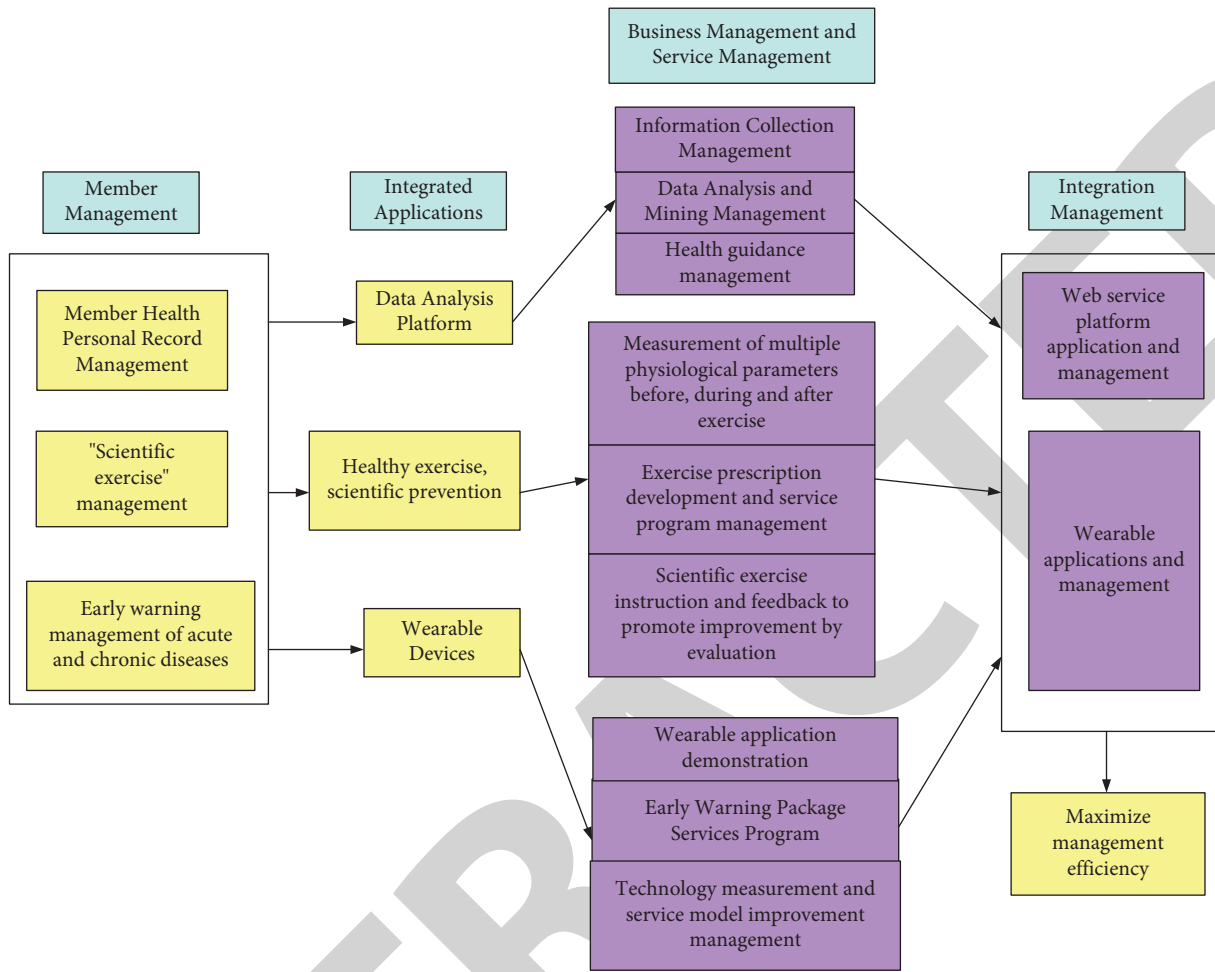 Business Management and
Service Management
Member
Management
Integrated
Applications
Integration
Management
Member Health
Personal Record
Management
"Scientific
exercise"
management
Early warning
management of acute
and chronic diseases
Data Analysis
Platform
Healthy exercise,
scientific prevention
Wearable
Devices
Information Collection
Management
Data Analysis and
Mining Management
Health guidance
management
Measurement of multiple
physiological parameters
before, during and after
exercise
Exercise prescription
development and service
program management
Scientific exercise
instruction and feedback to
promote improvement by
evaluation
Wearable application
demonstration
Early Warning Package
Services Program
Technology measurement and
service model improvement
management
Web service
platform
application and
management
Wearable
applications and
management
Maximize
management
efficiency